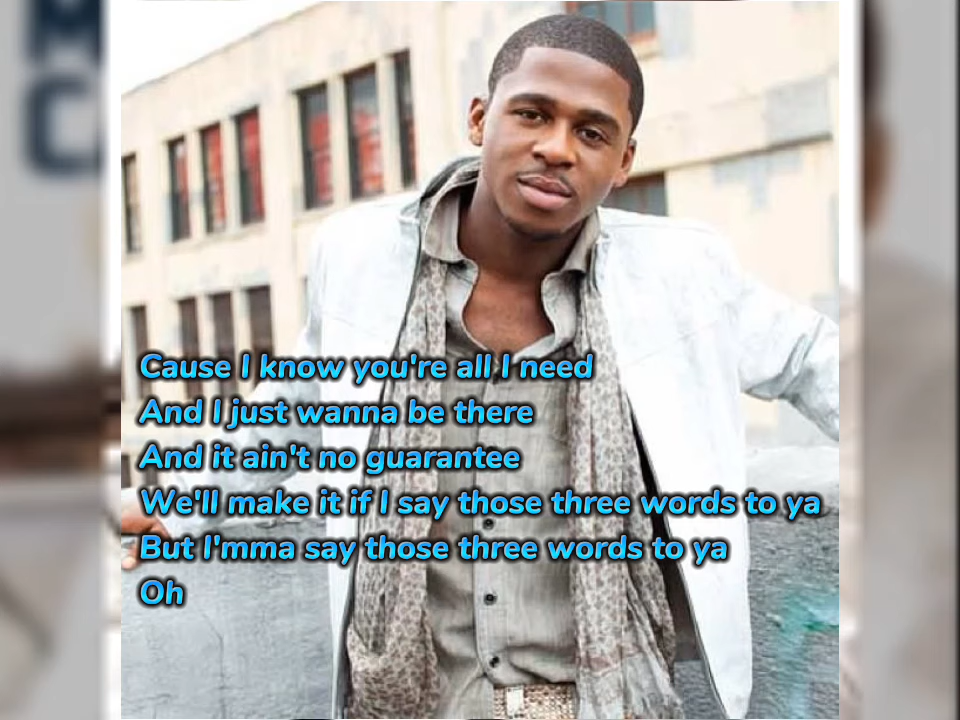 Cause I know you're all I need
And I just wanna be there
And it ain't no guarantee
We'll make it if I say those three words to ya
But I'mma say those three words to ya
Oh